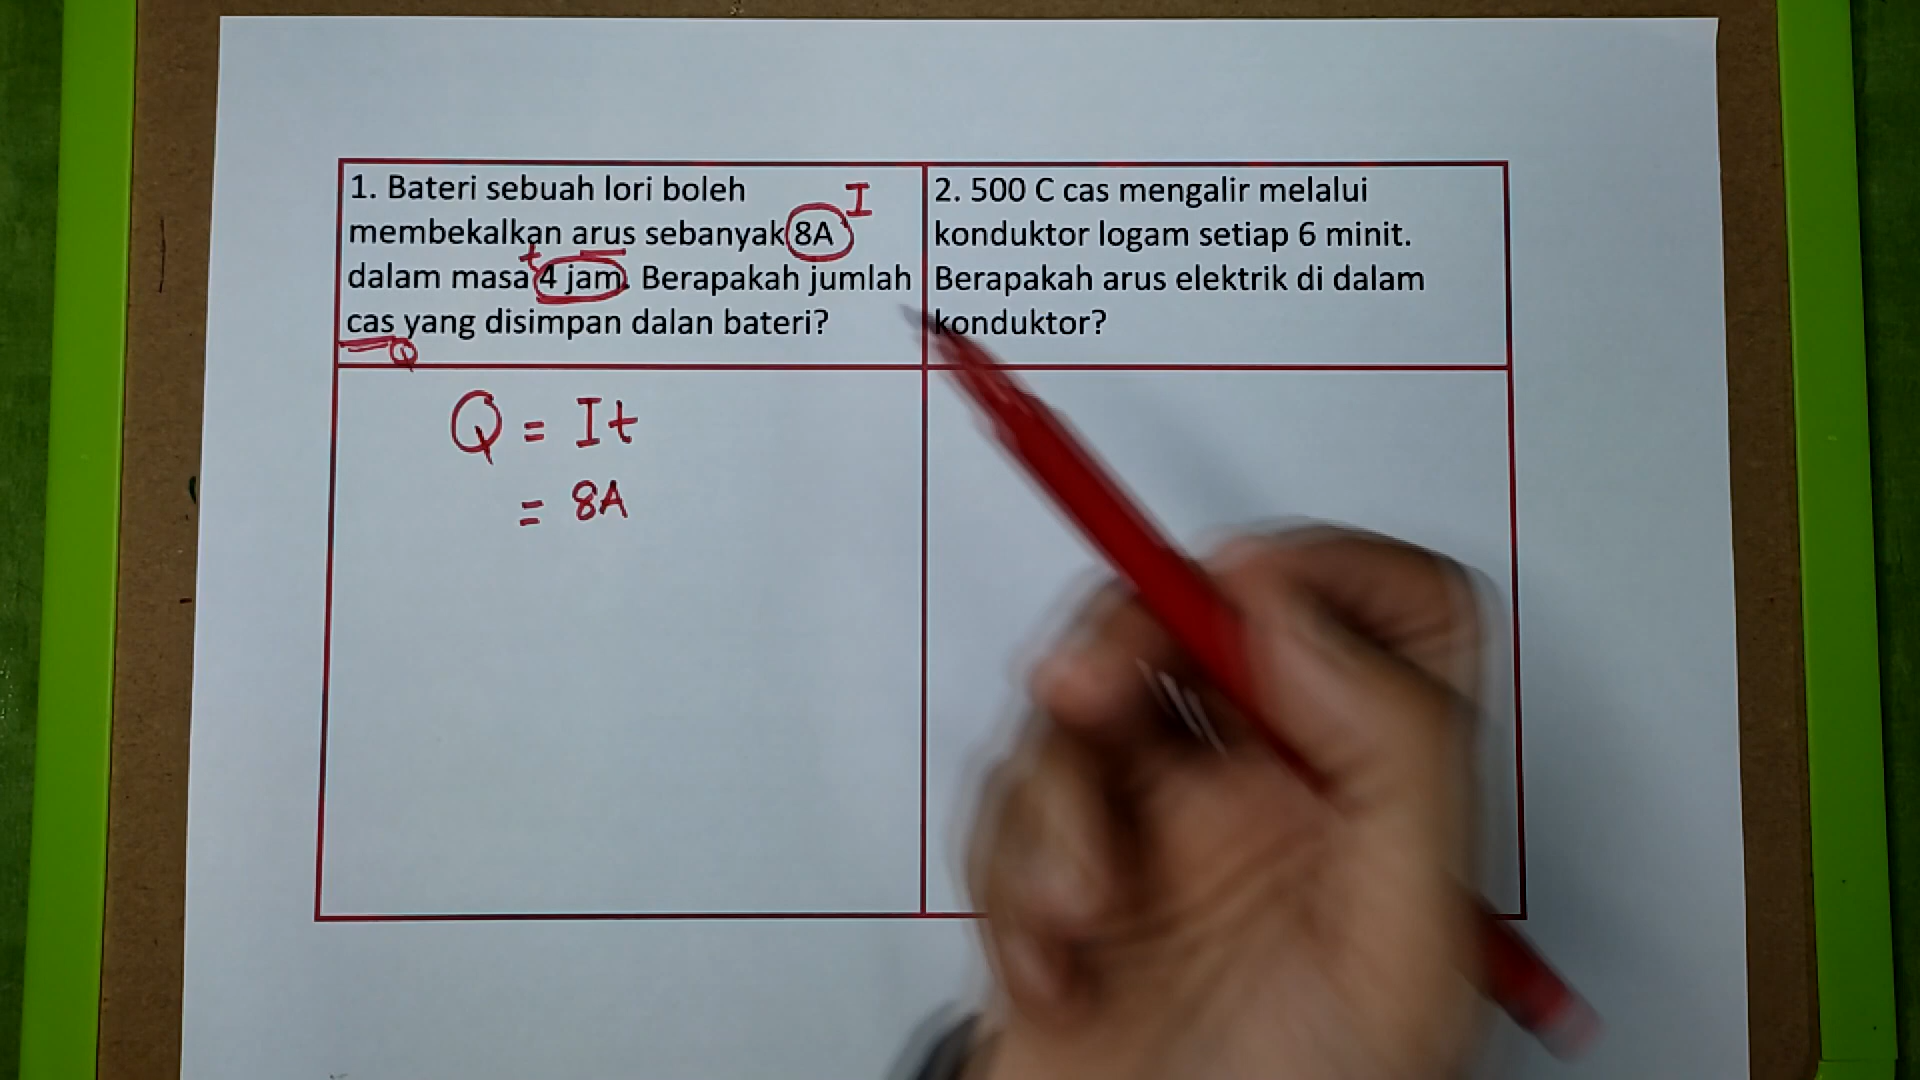 1. Bateri sebuah lori boleh
membekalkan arus sebanyak 8A I
t
dalam masa 4 jam. Berapakah jumlah
cas yang disimpan dalan bateri?
Q
Q = It
= 8A
2. 500 C cas mengalir melalui
konduktor logam setiap 6 minit.
Berapakah arus elektrik di dalam
konduktor?